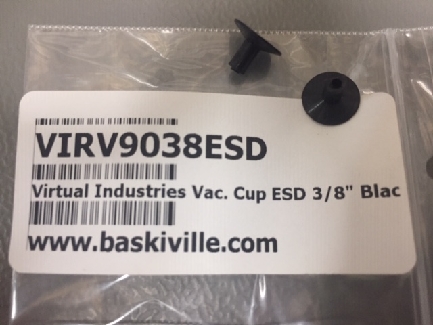 VIRV9038ESD
Virtual Industries Vac. Cup ESD 3/8" Blac
www.baskiville.com